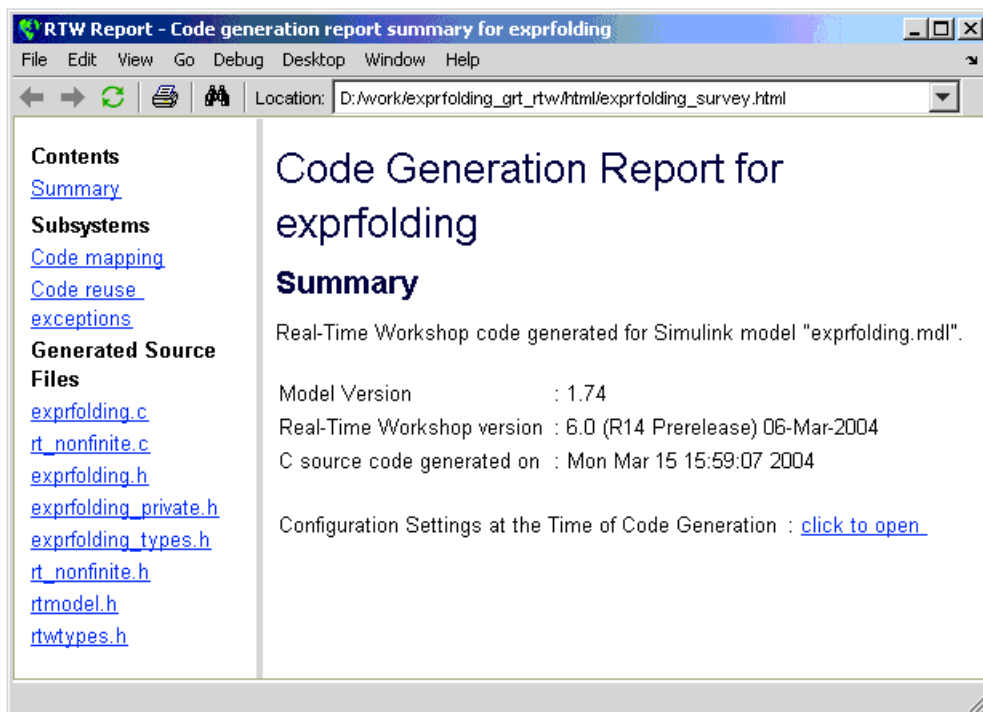 RTW Report - Code generation report summary for exprfolding
File Edit View Go Debug Desktop Window Help
Location: D:/work/exprfolding_grt_rtw/html/exprfolding_survey.html
Contents
Summary
Subsystems
Code mapping
Code reuse
exceptions
Generated Source
Files
exprfolding.c
rt_nonfinite.c
exprfolding.h
exprfolding_private.h
exprfolding_types.h
rt_nonfinite.h
rtmodel.h
rtwtypes.h
Code Generation Report for
exprfolding
Summary
Real-Time Workshop code generated for Simulink model "exprfolding.mdl".
Model Version : 1.74
Real-Time Workshop version : 6.0 (R14 Prerelease) 06-Mar-2004
C source code generated on : Mon Mar 15 15:59:07 2004
Configuration Settings at the Time of Code Generation : click to open